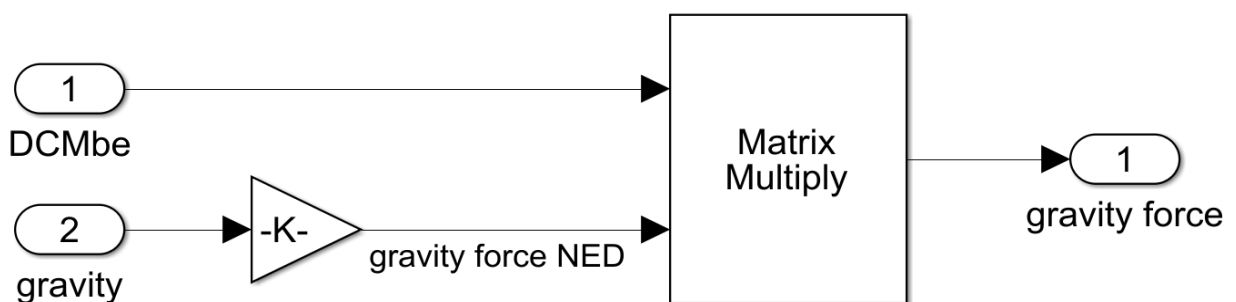 1
DCMbe
2
gravity
-K-
gravity force NED
Matrix
Multiply
1
gravity force